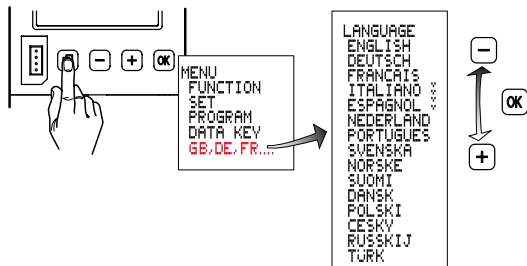 OK
MENU
FUNCTION
SET
PROGRAM
DATA KEY
GB,DE,FR....
LANGUAGE
ENGLISH
DEUTSCH
FRANCAIS
ITALIANO
ESPAGNOL
NEDERLAND
PORTUGUES
SVENSKA
NORSKE
SUOMI
DANSK
POLSKI
CESKY
RUSSKIJ
TURK
OK